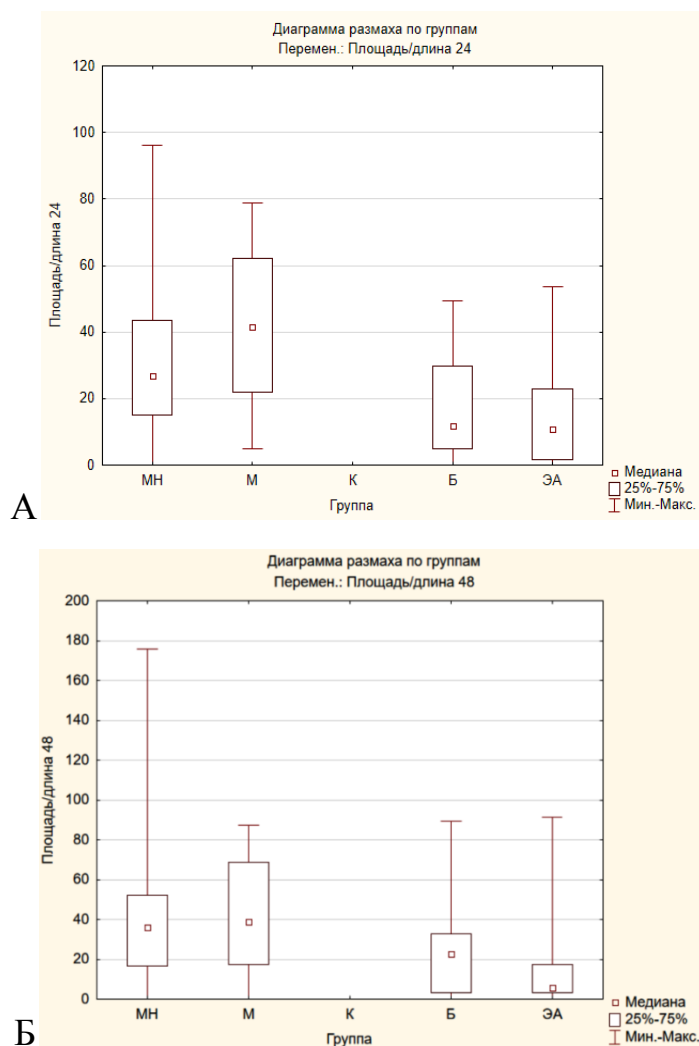 Диаграмма размаха по группам
Перемен.: Площадь/длина 24
120
100
80
60
40
20
0
Площадь/длина 24
МН М К Б ЭА
Группа
Медиана
25%-75%
Мин.-Макс.
А
Диаграмма размаха по группам
Перемен.: Площадь/длина 48
200
180
160
140
120
100
80
60
40
20
0
Площадь/длина 48
МН М К Б ЭА
Группа
Медиана
25%-75%
Мин.-Макс.
Б